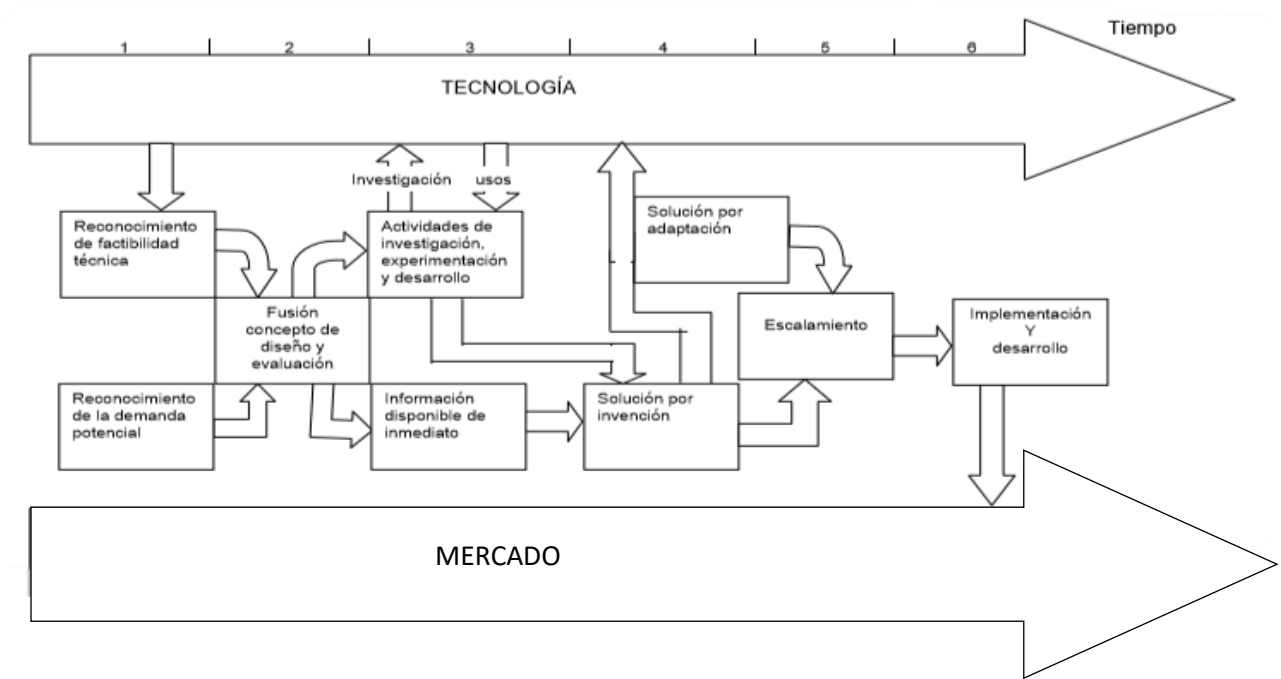 Tiempo
1 2 3 4 5 6
TECNOLOGÍA
Investigación usos
Reconocimiento
de factibilidad
técnica
Actividades de
investigación,
experimentación
y desarrollo
Solución por
adaptación
Fusión
concepto de
diseño y
evaluación
Escalamiento
Implementación
Y
desarrollo
Reconocimiento
de la demanda
potencial
Información
disponible de
inmediato
Solución por
invención
MERCADO